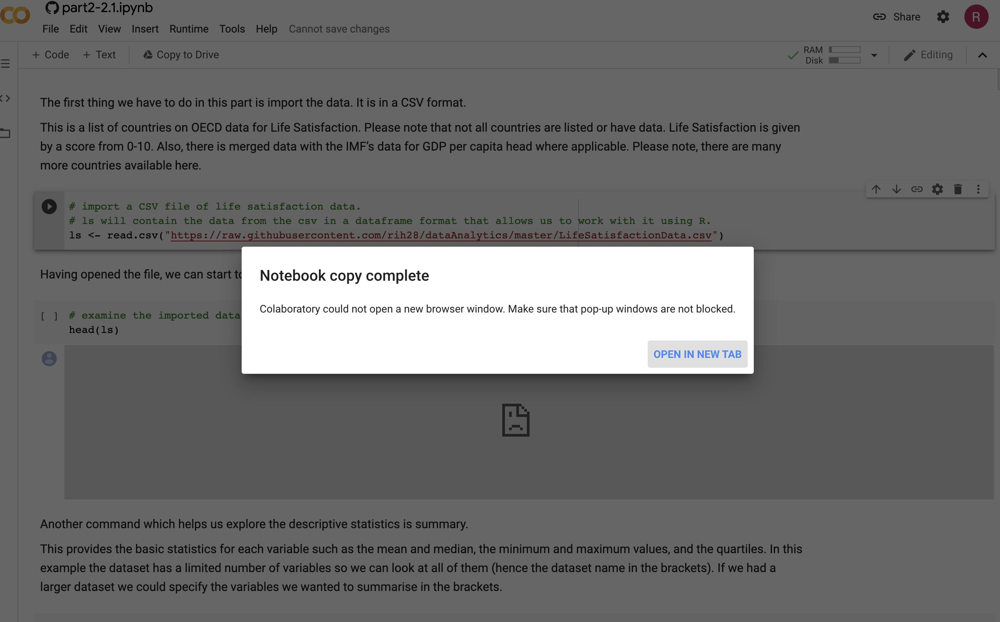 part2-2.1.ipynb
Share
R
File Edit View Insert Runtime Tools Help Cannot save changes
+ Code + Text Copy to Drive
RAM
Disk
Editing
The first thing we have to do in this part is import the data. It is in a CSV format.
This is a list of countries on OECD data for Life Satisfaction. Please note that not all countries are listed or have data. Life Satisfaction is given
by a score from 0-10. Also, there is merged data with the IMF’s data for GDP per capita head where applicable. Please note, there are many
more countries available here.
# import a CSV file of life satisfaction data.
# ls will contain the data from the csv in a dataframe format that allows us to work with it using R.
ls <- read.csv("https://raw.githubusercontent.com/rih28/dataAnalytics/master/LifeSatisfactionData.csv")
Having opened the file, we can start to
Notebook copy complete
Colaboratory could not open a new browser window. Make sure that pop-up windows are not blocked.
OPEN IN NEW TAB
[ ] # examine the imported data
head(ls)
Another command which helps us explore the descriptive statistics is summary.
This provides the basic statistics for each variable such as the mean and median, the minimum and maximum values, and the quartiles. In this
example the dataset has a limited number of variables so we can look at all of them (hence the dataset name in the brackets). If we had a
larger dataset we could specify the variables we wanted to summarise in the brackets.